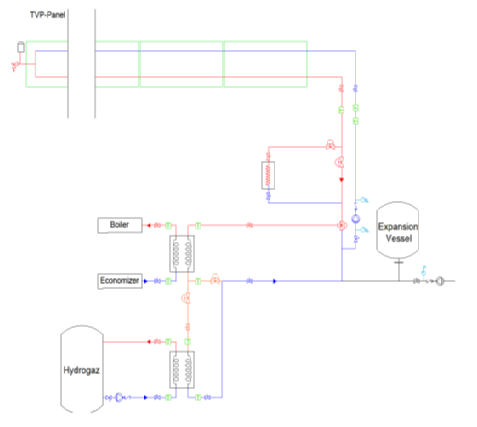 TVP-Panel
Boiler
Expansion
Vessel
Economizer
Hydrogaz